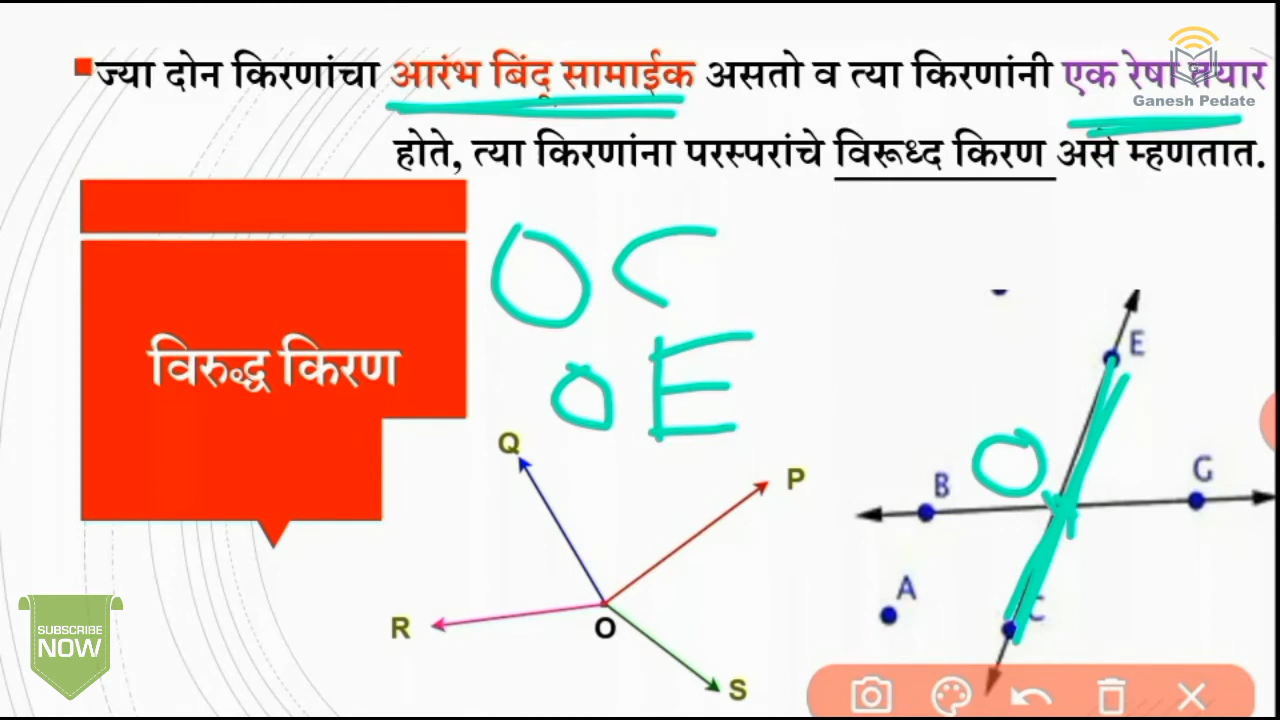 ज्या दोन किरणांचा आरंभ बिंदू सामाईक असतो व त्या किरणांनी एक रेषा तयार
Ganesh Pedate
होते, त्या किरणांना परस्परांचे विरूध्द किरण असे म्हणतात.
विरुद्ध किरण
OC
OE
E
Q
P
O
B
G
A
C
R
O
S
SUBSCRIBE
NOW